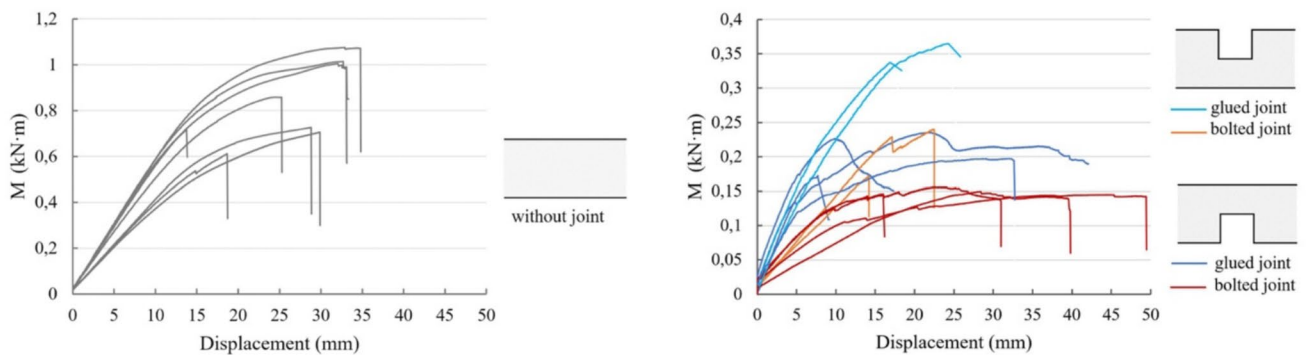 1,2
1
0,8
0,6
0,4
0,2
0
M (kN·m)
0 5 10 15 20 25 30 35 40 45 50
Displacement (mm)
without joint
0,4
0,35
0,3
0,25
0,2
0,15
0,1
0,05
0
M (kN·m)
0 5 10 15 20 25 30 35 40 45 50
Displacement (mm)
glued joint
bolted joint
glued joint
bolted joint